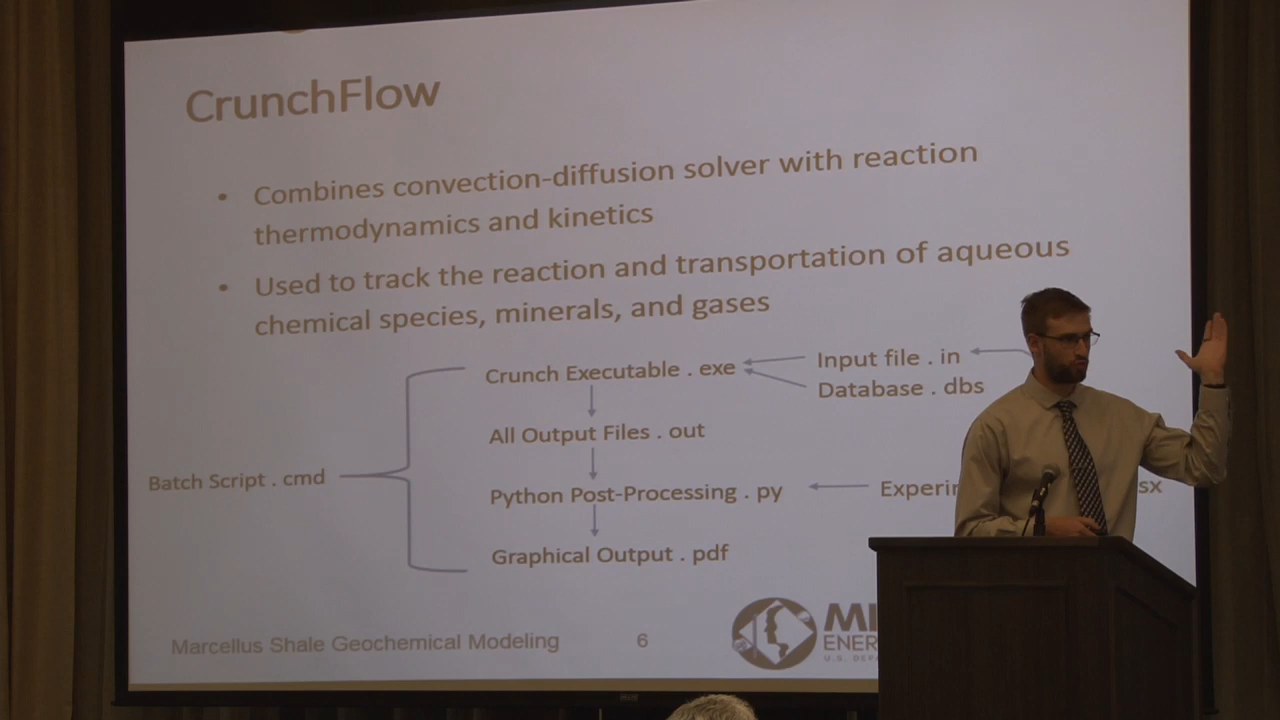 CrunchFlow
• Combines convection-diffusion solver with reaction
thermodynamics and kinetics
• Used to track the reaction and transportation of aqueous
chemical species, minerals, and gases
Crunch Executable . exe
Input file . in
Database . dbs
All Output Files . out
Batch Script . cmd
Python Post-Processing . py
Graphical Output . pdf
Marcellus Shale Geochemical Modeling
6